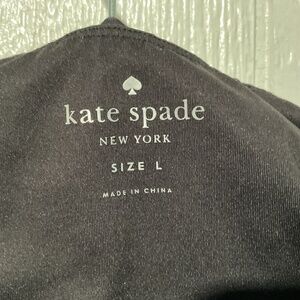 kate spade
NEW YORK
SIZE L
MADE IN CHINA